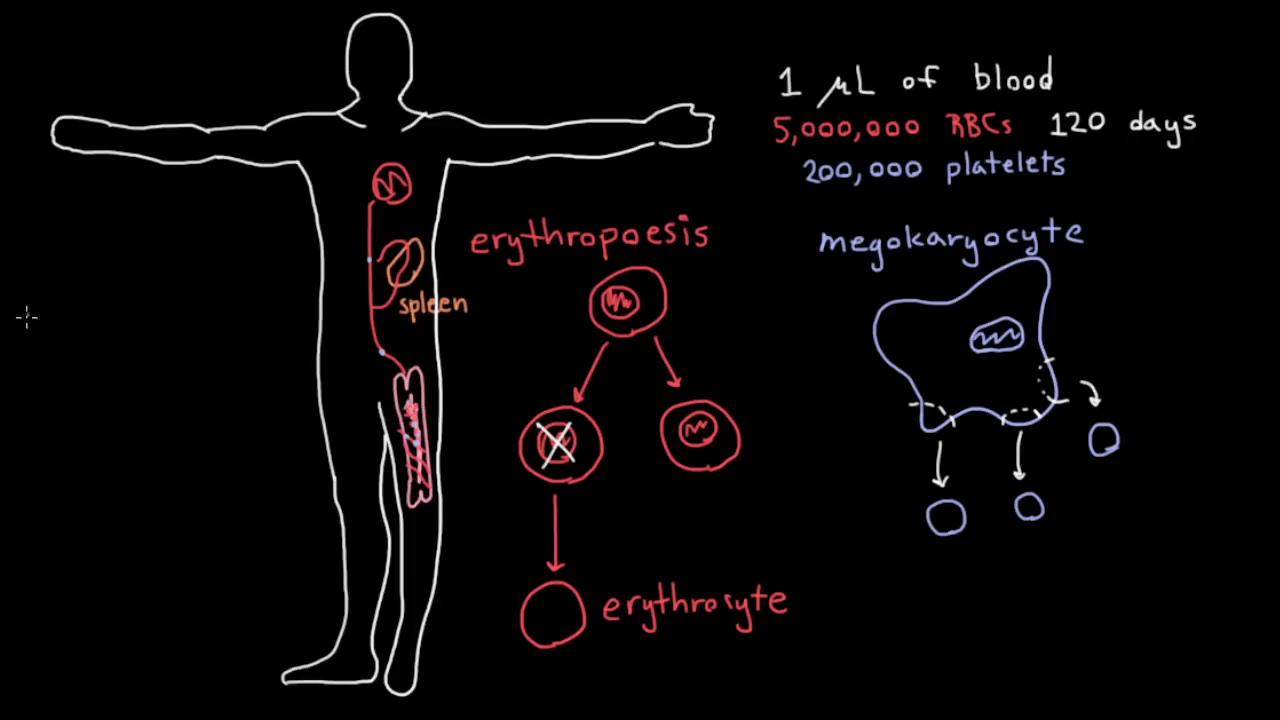 1 μL of blood
5,000,000 RBCs 120 days
200,000 platelets
erythropoesis
megokaryocyte
spleen
erythrocyte